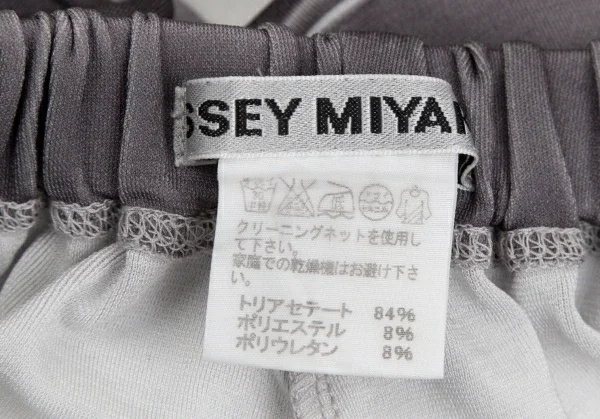 SSEY MIYA
クリーニングネットを使用し
て下さい。
家庭での乾燥機はお避け下さ
い。
トリアセテート 84%
ポリエステル 8%
ポリウレタン 8%